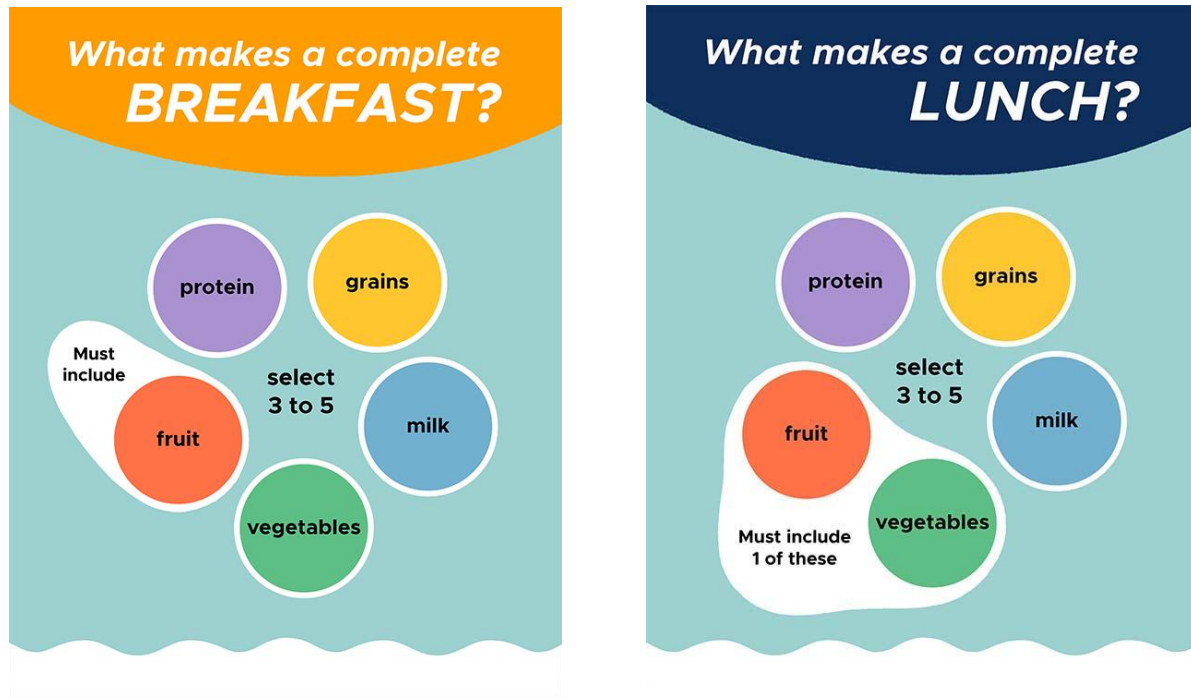 What makes a complete
BREAKFAST?
protein
grains
Must
include
select
3 to 5
fruit
milk
vegetables
What makes a complete
LUNCH?
protein
grains
select
3 to 5
fruit
milk
vegetables
Must include
1 of these